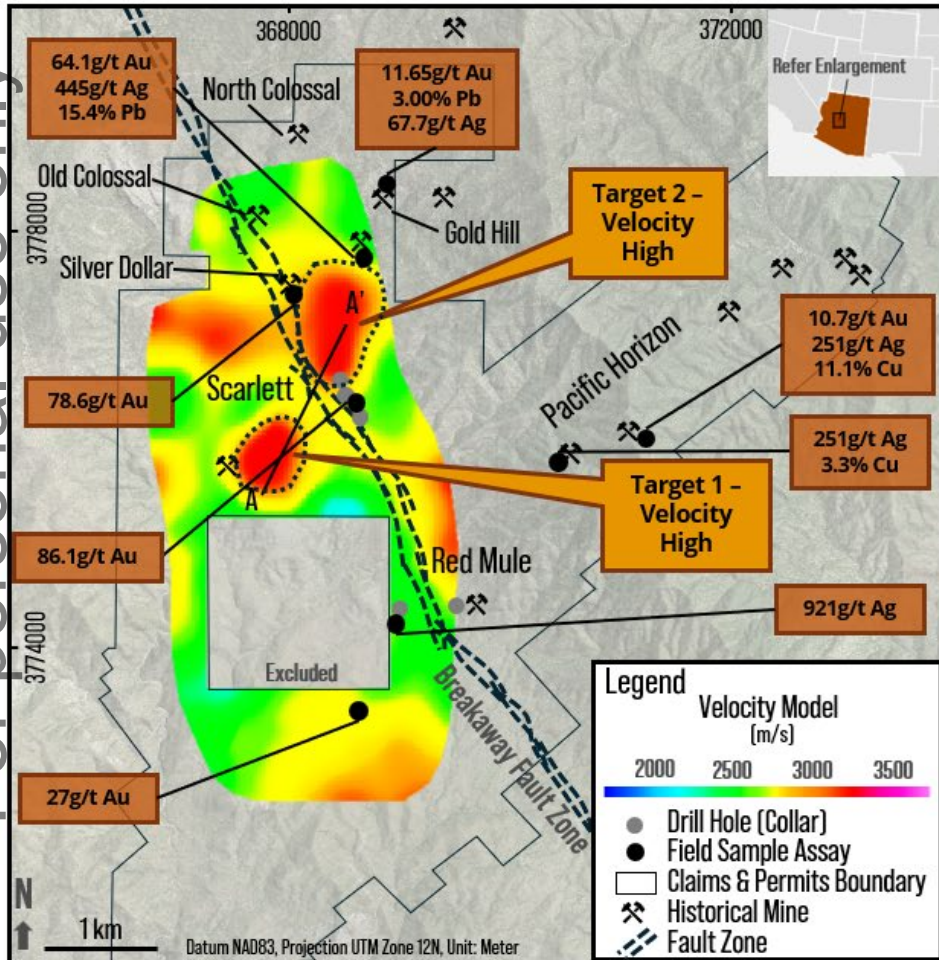 368000
372000
3778000
3774000
Refer Enlargement
64.1g/t Au
445g/t Ag
15.4% Pb
North Colossal
11.65g/t Au
3.00% Pb
67.7g/t Ag
Old Colossal
Gold Hill
Target 2 –
Velocity
High
Silver Dollar
A'
10.7g/t Au
251g/t Ag
11.1% Cu
Pacific Horizon
78.6g/t Au
Scarlett
251g/t Ag
3.3% Cu
A
Target 1 –
Velocity
High
86.1g/t Au
Red Mule
921g/t Ag
Excluded
Breakaway Fault Zone
27g/t Au
Legend
Velocity Model
(m/s)
2000 2500 3000 3500
Drill Hole (Collar)
Field Sample Assay
Claims & Permits Boundary
Historical Mine
Fault Zone
N
1 km
Datum NAD83, Projection UTM Zone 12N, Unit: Meter